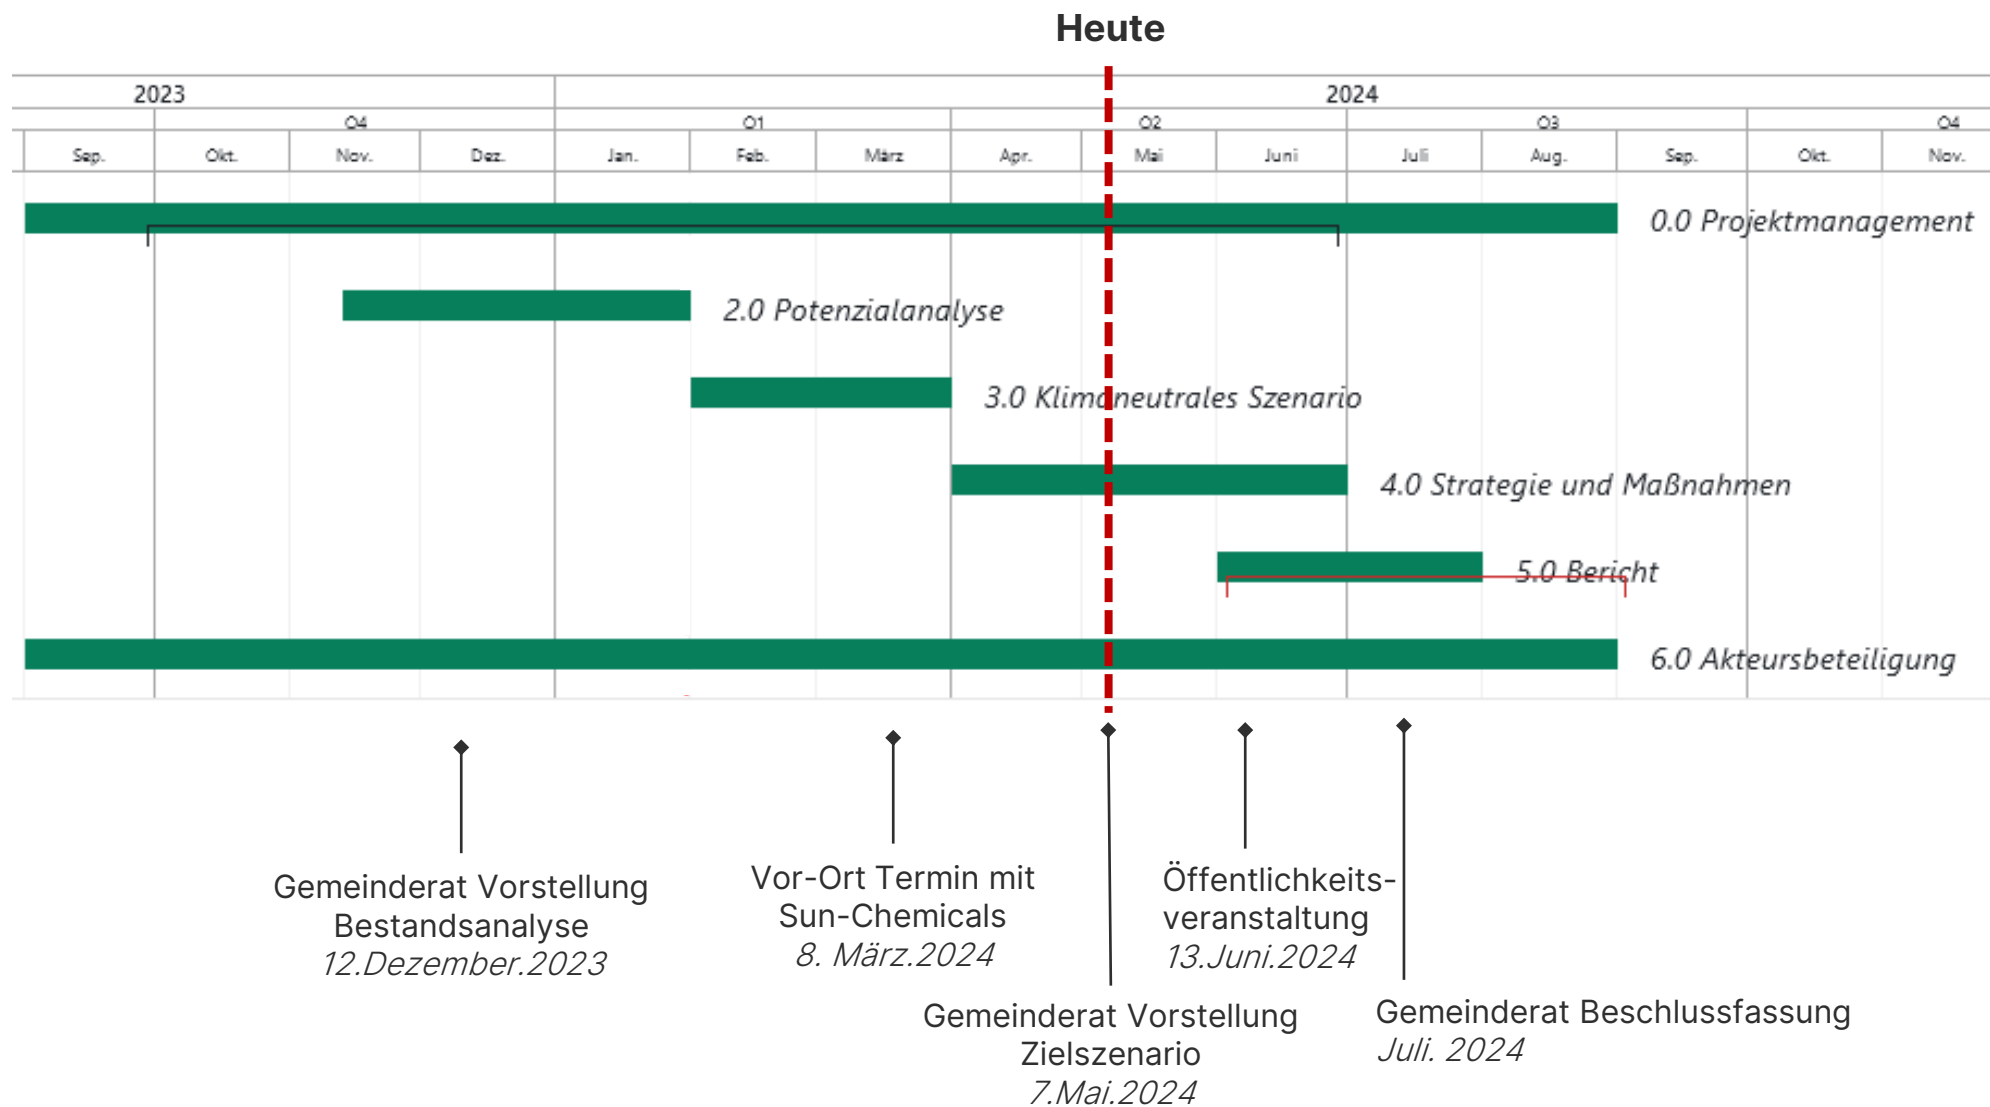 Heute
2023
2024
Q4
Q1
Q2
Q3
Q4
Sep.
Okt.
Nov.
Dez.
Jan.
Feb.
März
Apr.
Mai
Juni
Juli
Aug.
Sep.
Okt.
Nov.
0.0 Projektmanagement
2.0 Potenzialanalyse
3.0 Klimaneutrales Szenario
4.0 Strategie und Maßnahmen
5.0 Bericht
6.0 Akteursbeteiligung
Gemeinderat Vorstellung
Bestandsanalyse
12.Dezember.2023
Vor-Ort Termin mit
Sun-Chemicals
8. März.2024
Gemeinderat Vorstellung
Zielszenario
7.Mai.2024
Öffentlichkeits-
veranstaltung
13.Juni.2024
Gemeinderat Beschlussfassung
Juli. 2024